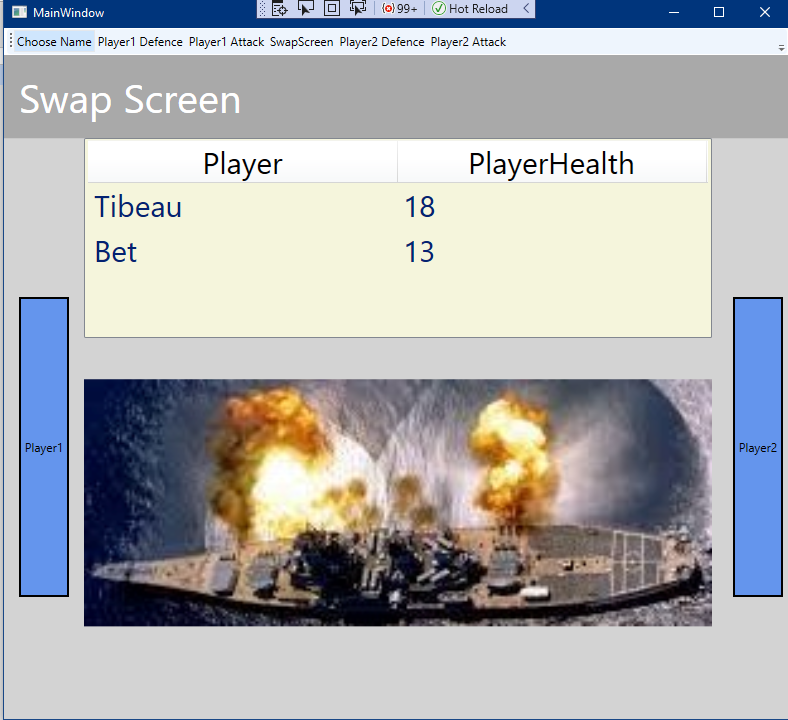 MainWindow
99+ Hot Reload
Choose Name Player1 Defence Player1 Attack SwapScreen Player2 Defence Player2 Attack
Swap Screen
Player PlayerHealth
Tibeau 18
Bet 13
Player1
Player2